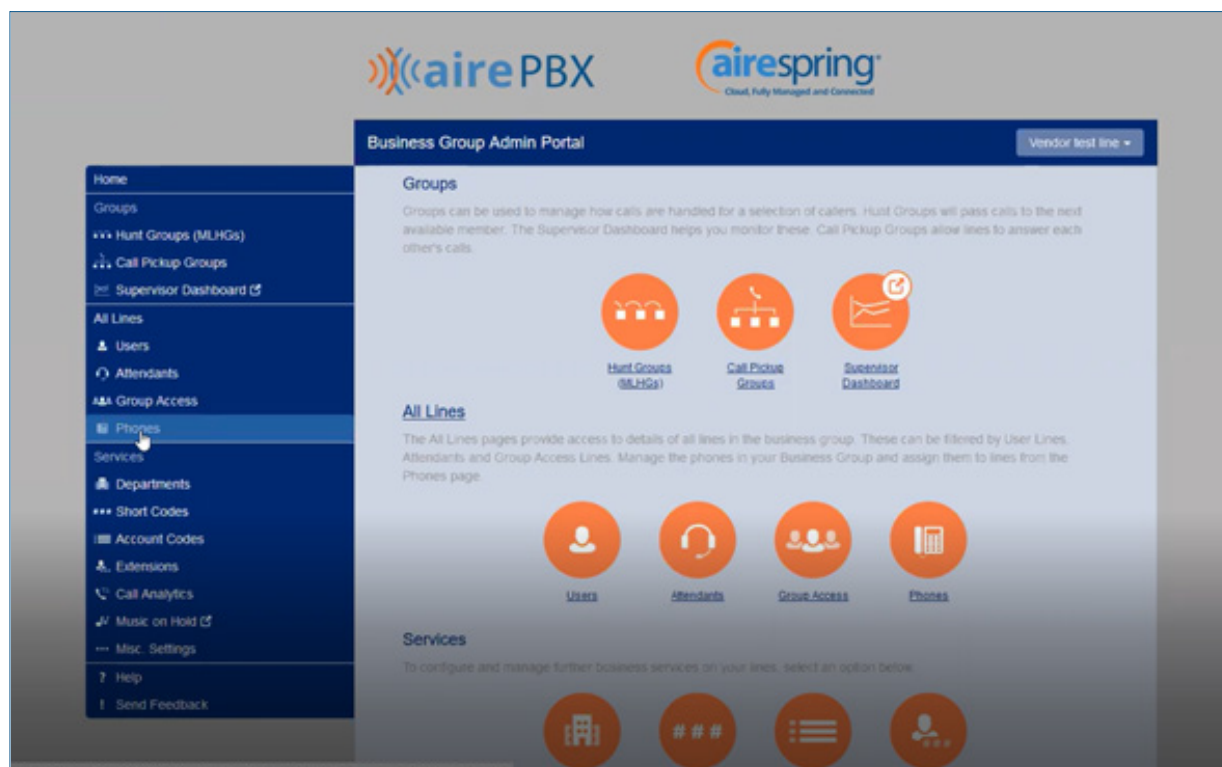 airePBX
airespring
Cloud, Fully Managed and Connected
Business Group Admin Portal
Vendor test line
Home
Groups
Hunt Groups (MLHGs)
Call Pickup Groups
Supervisor Dashboard
All Lines
Users
Attendants
Group Access
Phones
Services
Departments
Short Codes
Account Codes
Extensions
Call Analytics
Music on Hold
Misc. Settings
? Help
! Send Feedback
Groups
Groups can be used to manage how calls are handled for a selection of callers. Hunt Groups will pass calls to the next
available member. The Supervisor Dashboard helps you monitor these. Call Pickup Groups allow lines to answer each
other's calls.
Hunt Groups
(MLHGs)
Call Pickup
Groups
Supervisor
Dashboard
All Lines
The All Lines pages provide access to details of all lines in the business group. These can be filtered by User Lines,
Attendants and Group Access Lines. Manage the phones in your Business Group and assign them to lines from the
Phones page.
Users
Attendants
Group Access
Phones
Services
To configure and manage further business services on your lines, select an option below.
###